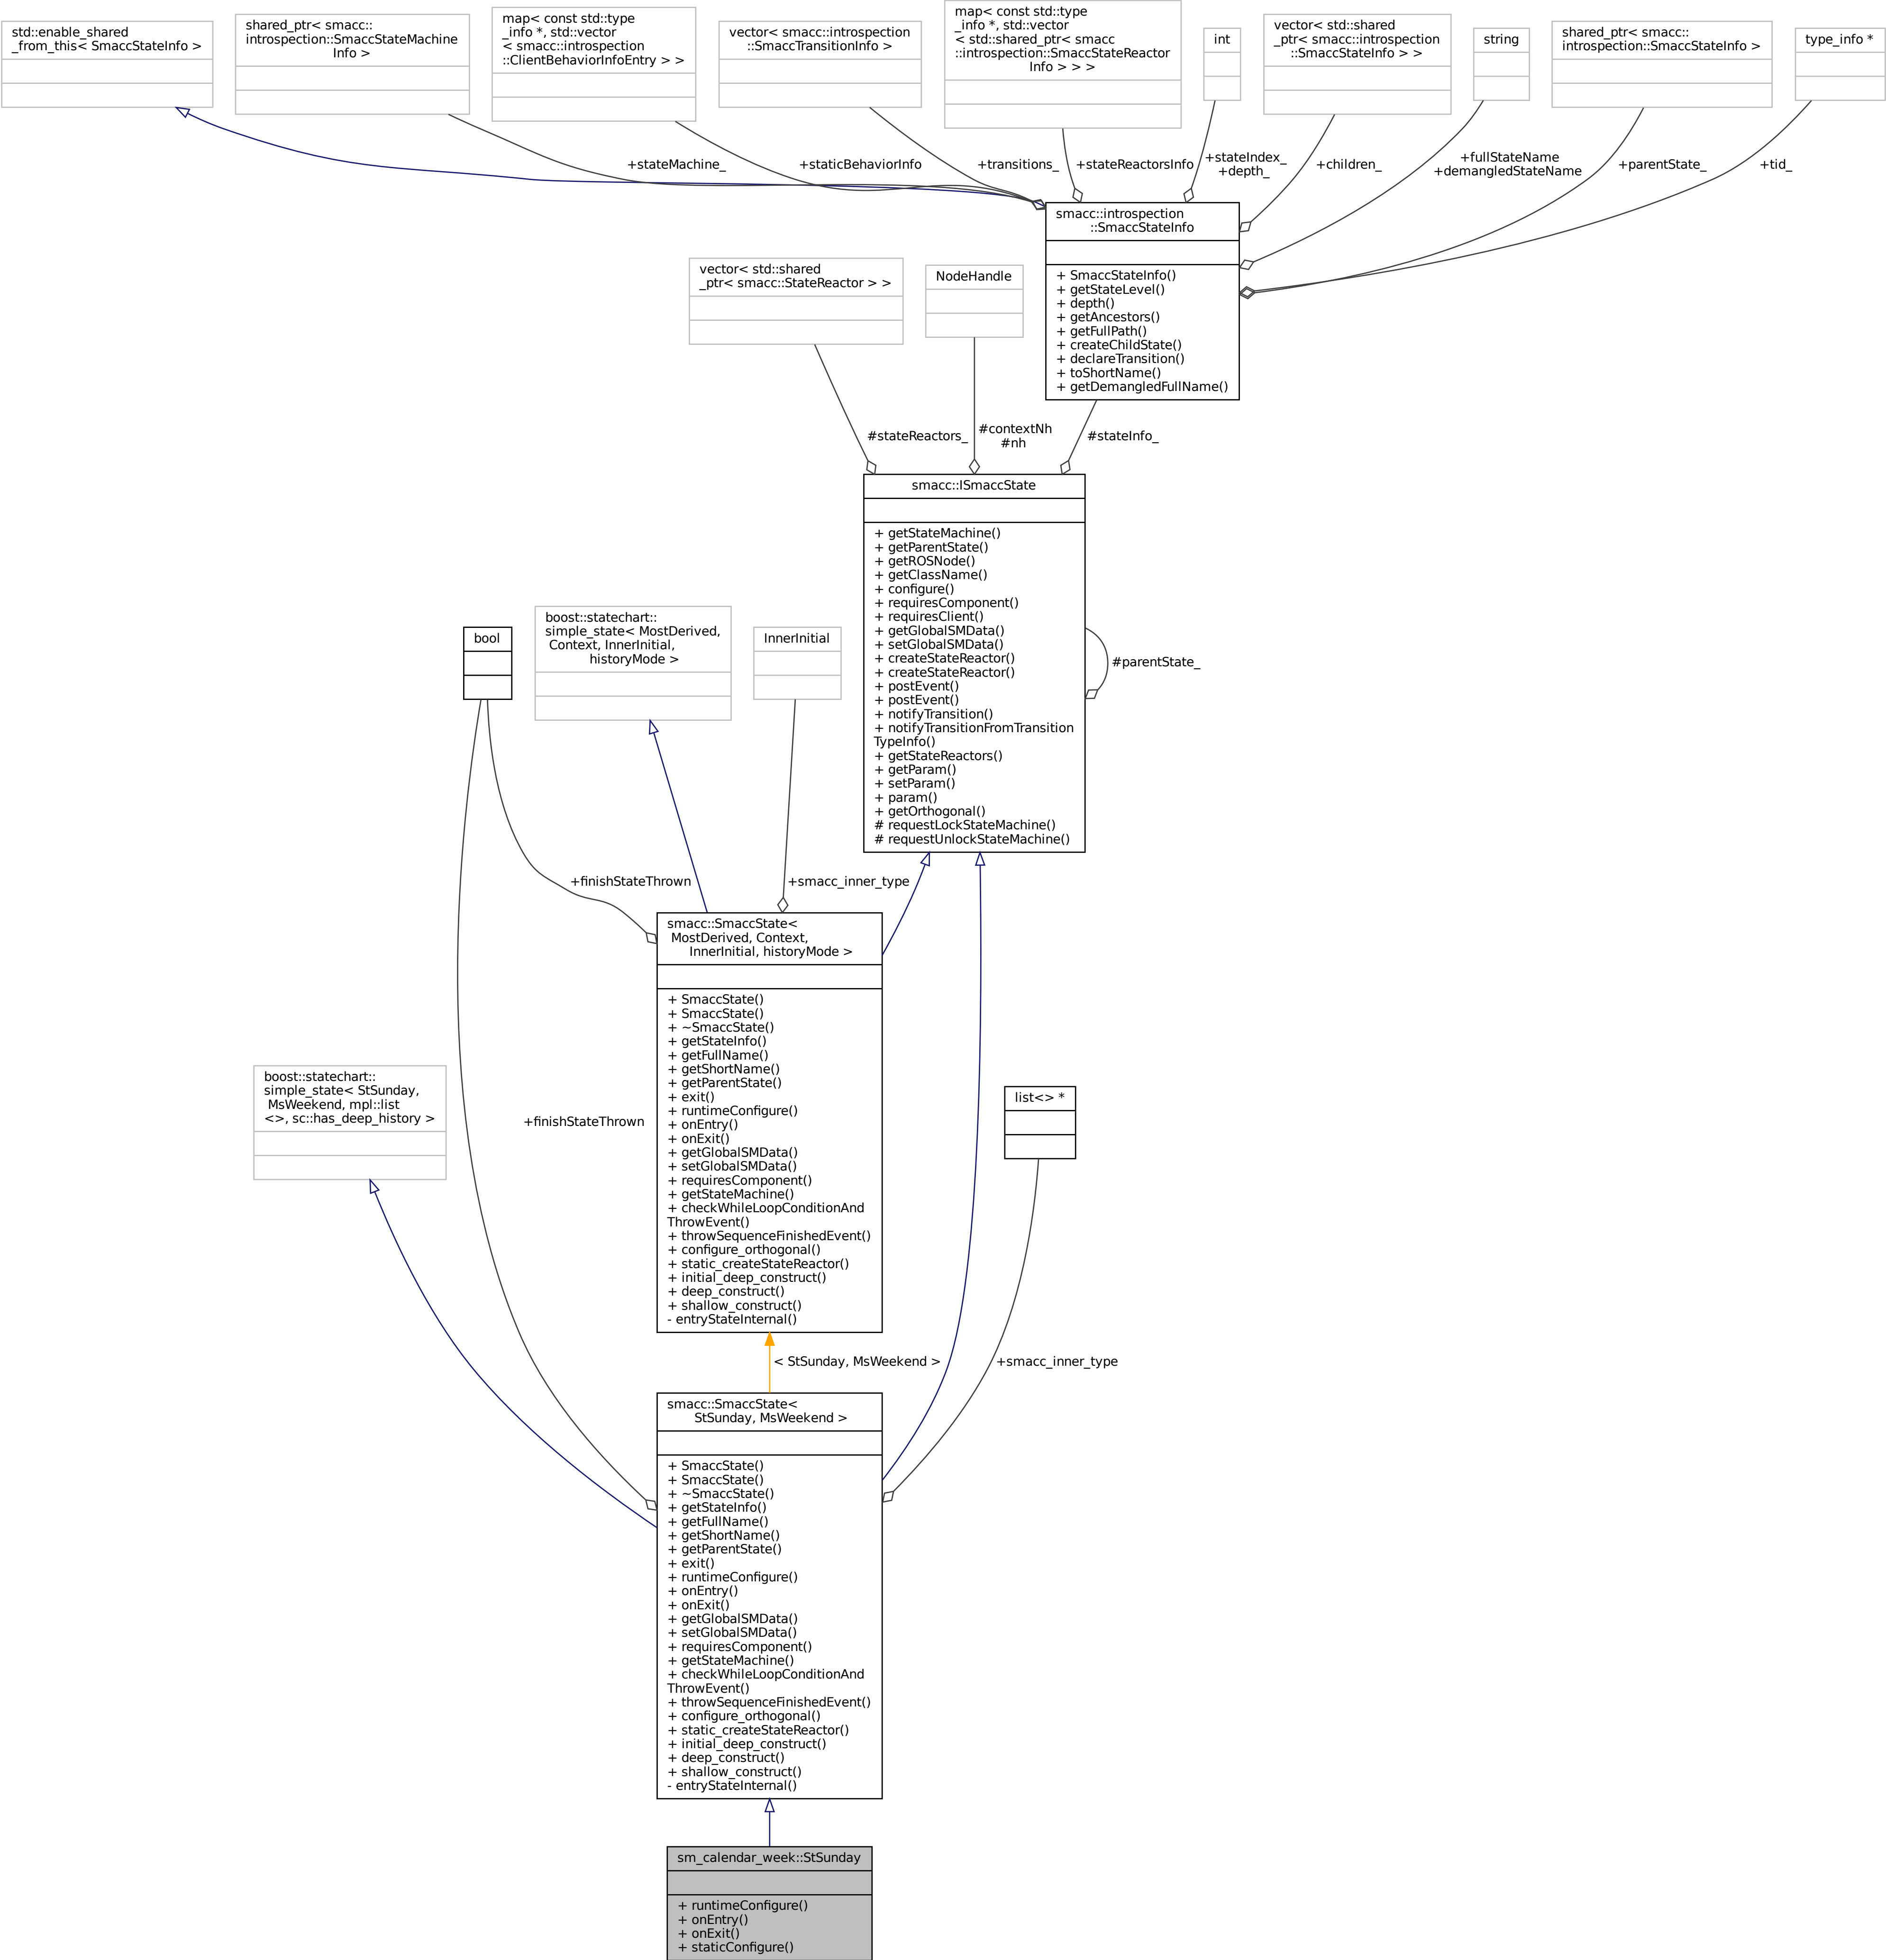 std::enable_shared
_from_this< SmaccStateInfo >
shared_ptr< smacc::
introspection::SmaccStateMachine
Info >
map< const std::type
_info *, std::vector
< smacc::introspection
::ClientBehaviorInfoEntry > >
vector< smacc::introspection
::SmaccTransitionInfo >
map< const std::type
_info *, std::vector
< std::shared_ptr< smacc
::introspection::SmaccStateReactor
Info > > >
int
vector< std::shared
_ptr< smacc::introspection
::SmaccStateInfo > >
string
shared_ptr< smacc::
introspection::SmaccStateInfo >
type_info *
+stateMachine_
+staticBehaviorInfo
+transitions_
+stateReactorsInfo
+stateIndex_
+depth_
+children_
+fullStateName
+demangledStateName
+parentState_
+tid_
smacc::introspection
::SmaccStateInfo
+ SmaccStateInfo()
+ getStateLevel()
+ depth()
+ getAncestors()
+ getFullPath()
+ createChildState()
+ declareTransition()
+ toShortName()
+ getDemangledFullName()
vector< std::shared
_ptr< smacc::StateReactor > >
NodeHandle
#stateReactors_
#contextNh
#nh
#stateInfo_
smacc::ISmaccState
+ getStateMachine()
+ getParentState()
+ getROSNode()
+ getClassName()
+ configure()
+ requiresComponent()
+ requiresClient()
+ getGlobalSMData()
+ setGlobalSMData()
+ createStateReactor()
+ createStateReactor()
+ postEvent()
+ postEvent()
+ notifyTransition()
+ notifyTransitionFromTransition
TypeInfo()
+ getStateReactors()
+ getParam()
+ setParam()
+ param()
+ getOrthogonal()
# requestLockStateMachine()
# requestUnlockStateMachine()
#parentState_
bool
boost::statechart::
simple_state< MostDerived,
Context, InnerInitial,
historyMode >
InnerInitial
+finishStateThrown
+smacc_inner_type
smacc::SmaccState<
MostDerived, Context,
InnerInitial, historyMode >
+ SmaccState()
+ SmaccState()
+ ~SmaccState()
+ getStateInfo()
+ getFullName()
+ getShortName()
+ getParentState()
+ exit()
+ runtimeConfigure()
+ onEntry()
+ onExit()
+ getGlobalSMData()
+ setGlobalSMData()
+ requiresComponent()
+ getStateMachine()
+ checkWhileLoopConditionAnd
ThrowEvent()
+ throwSequenceFinishedEvent()
+ configure_orthogonal()
+ static_createStateReactor()
+ initial_deep_construct()
+ deep_construct()
+ shallow_construct()
- entryStateInternal()
boost::statechart::
simple_state< StSunday,
MsWeekend, mpl::list
<>, sc::has_deep_history >
+finishStateThrown
list<> *
< StSunday, MsWeekend >
+smacc_inner_type
smacc::SmaccState<
StSunday, MsWeekend >
+ SmaccState()
+ SmaccState()
+ ~SmaccState()
+ getStateInfo()
+ getFullName()
+ getShortName()
+ getParentState()
+ exit()
+ runtimeConfigure()
+ onEntry()
+ onExit()
+ getGlobalSMData()
+ setGlobalSMData()
+ requiresComponent()
+ getStateMachine()
+ checkWhileLoopConditionAnd
ThrowEvent()
+ throwSequenceFinishedEvent()
+ configure_orthogonal()
+ static_createStateReactor()
+ initial_deep_construct()
+ deep_construct()
+ shallow_construct()
- entryStateInternal()
sm_calendar_week::StSunday
+ runtimeConfigure()
+ onEntry()
+ onExit()
+ staticConfigure()